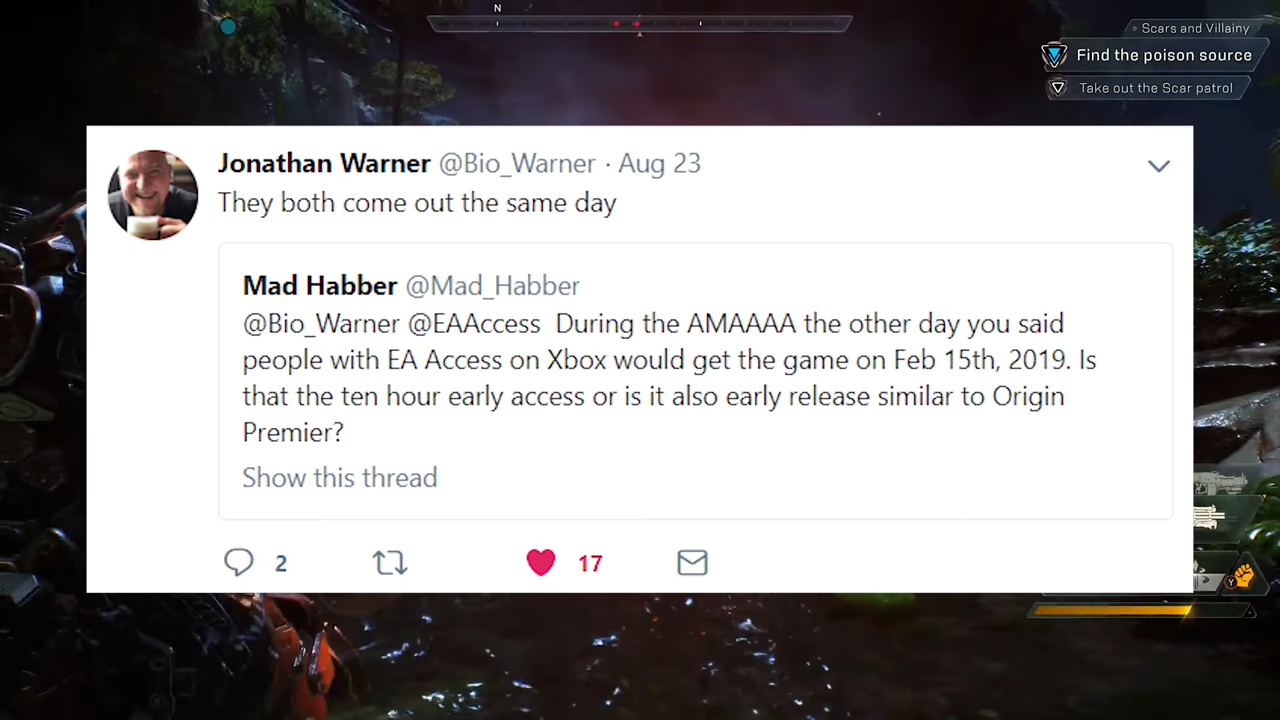 N
Scars and Villainy
Find the poison source
Take out the Scar patrol
Jonathan Warner @Bio_Warner · Aug 23
They both come out the same day
Mad Habber @Mad_Habber
@Bio_Warner @EAAccess  During the AMAAAA the other day you said
people with EA Access on Xbox would get the game on Feb 15th, 2019. Is
that the ten hour early access or is it also early release similar to Origin
Premier?
Show this thread
2
17
Y